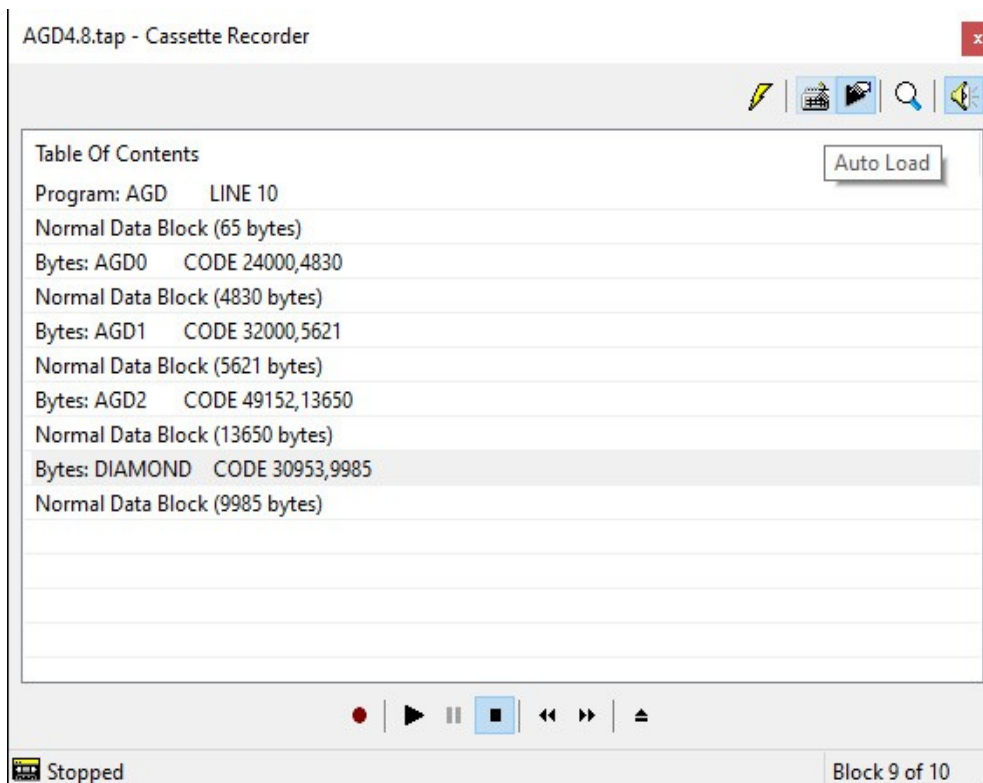 AGD4.8.tap - Cassette Recorder
x
Table Of Contents
Auto Load
Program: AGD LINE 10
Normal Data Block (65 bytes)
Bytes: AGD0 CODE 24000,4830
Normal Data Block (4830 bytes)
Bytes: AGD1 CODE 32000,5621
Normal Data Block (5621 bytes)
Bytes: AGD2 CODE 49152,13650
Normal Data Block (13650 bytes)
Bytes: DIAMOND CODE 30953,9985
Normal Data Block (9985 bytes)
Stopped
Block 9 of 10